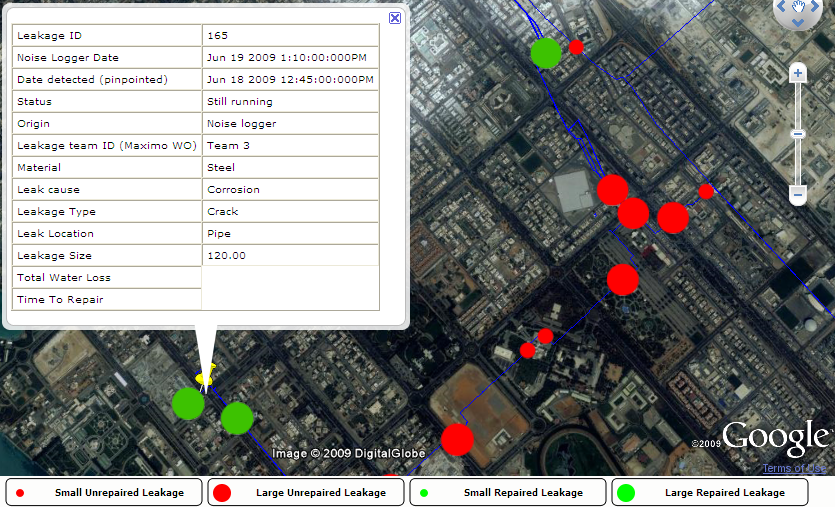 Leakage ID 165
Noise Logger Date Jun 19 2009 1:10:00:000PM
Date detected (pinpointed) Jun 18 2009 12:45:00:000PM
Status Still running
Origin Noise logger
Leakage team ID (Maximo WO) Team 3
Material Steel
Leak cause Corrosion
Leakage Type Crack
Leak Location Pipe
Leakage Size 120.00
Total Water Loss
Time To Repair
Image © 2009 DigitalGlobe
©2009 Google
Terms of Use
Small Unrepaired Leakage
Large Unrepaired Leakage
Small Repaired Leakage
Large Repaired Leakage